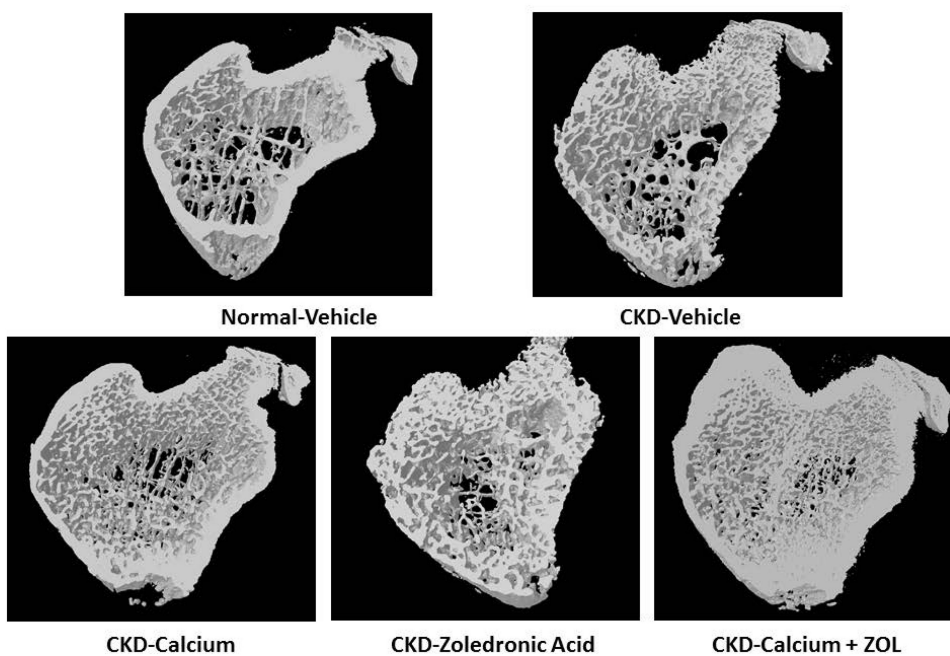 Normal-Vehicle
CKD-Vehicle
CKD-Calcium
CKD-Zoledronic Acid
CKD-Calcium + ZOL